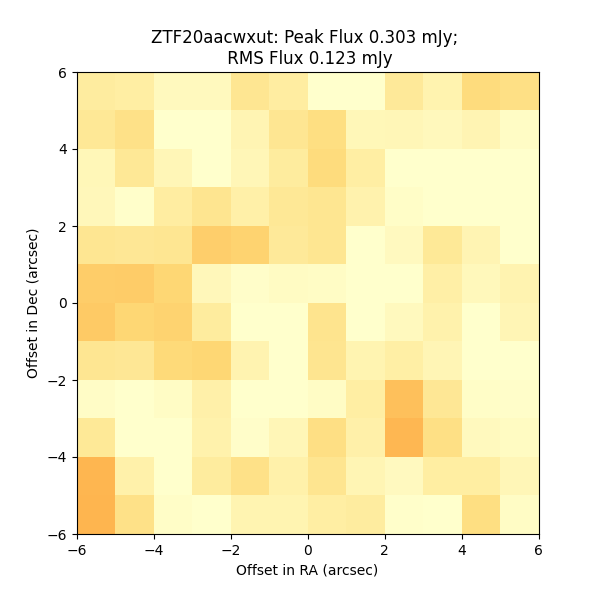 ZTF20aacwxut: Peak Flux 0.303 mJy;
RMS Flux 0.123 mJy
6
4
2
0
−2
−4
−6
Offset in Dec (arcsec)
−6 −4 −2 0 2 4 6
Offset in RA (arcsec)